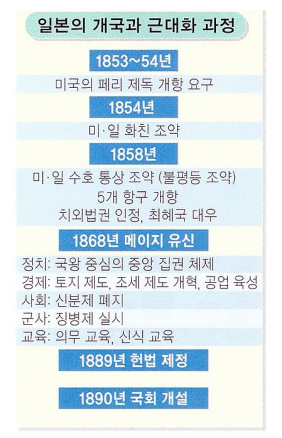 일본의 개국과 근대화 과정
1853~54년
미국의 페리 제독 개항 요구
1854년
미·일 화친 조약
1858년
미·일 수호 통상 조약 (불평등 조약)
5개 항구 개항
치외법권 인정, 최혜국 대우
1868년 메이지 유신
정치: 국왕 중심의 중앙 집권 체제
경제: 토지 제도, 조세 제도 개혁, 공업 육성
사회: 신분제 폐지
군사: 징병제 실시
교육: 의무 교육, 신식 교육
1889년 헌법 제정
1890년 국회 개설